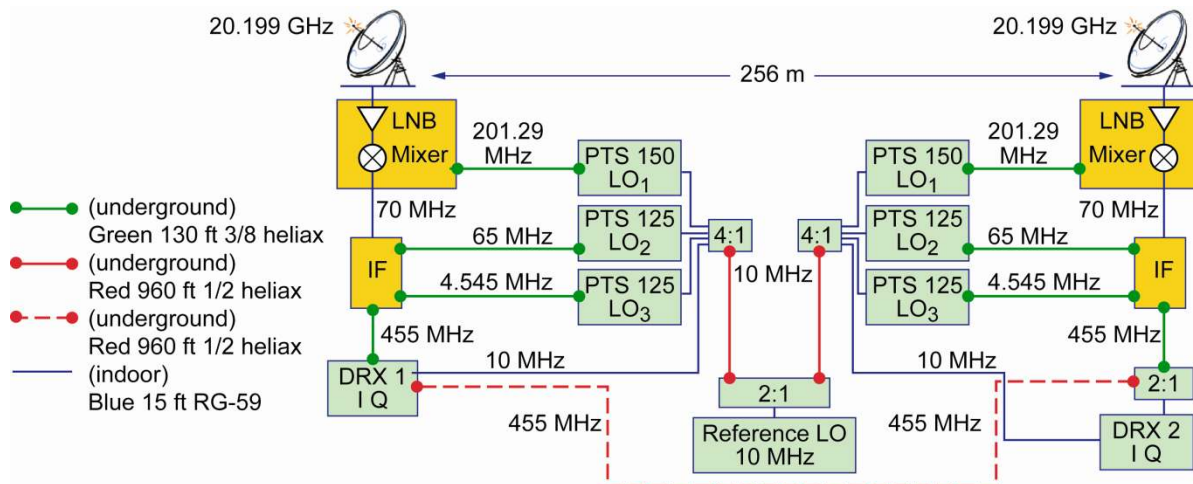 20.199 GHz
20.199 GHz
256 m
LNB
Mixer
201.29
MHz
PTS 150
LO1
PTS 150
LO1
201.29
MHz
LNB
Mixer
70 MHz
70 MHz
(underground)
Green 130 ft 3/8 heliax
(underground)
Red 960 ft 1/2 heliax
(underground)
Red 960 ft 1/2 heliax
(indoor)
Blue 15 ft RG-59
IF
65 MHz
PTS 125
LO2
4:1
4:1
PTS 125
LO2
65 MHz
IF
10 MHz
4.545 MHz
PTS 125
LO3
PTS 125
LO3
4.545 MHz
455 MHz
455 MHz
DRX 1
I Q
10 MHz
2:1
10 MHz
2:1
455 MHz
Reference LO
10 MHz
455 MHz
DRX 2
I Q